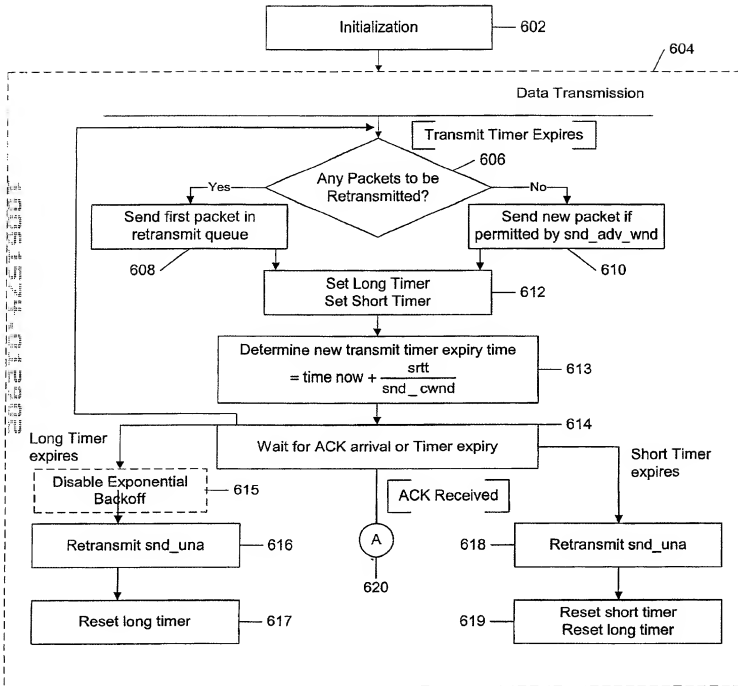 Initialization
602
604
Data Transmission
Transmit Timer Expires
606
Any Packets to be
Retransmitted?
Yes
No
Send first packet in
retransmit queue
Send new packet if
permitted by snd_adv_wnd
608
610
Set Long Timer
Set Short Timer
612
Determine new transmit timer expiry time
= time now + srtt
snd_cwnd
613
614
Wait for ACK arrival or Timer expiry
Long Timer
expires
Short Timer
expires
Disable Exponential
Backoff
615
ACK Received
Retransmit snd_una
616
A
620
618
Retransmit snd_una
Reset long timer
617
619
Reset short timer
Reset long timer